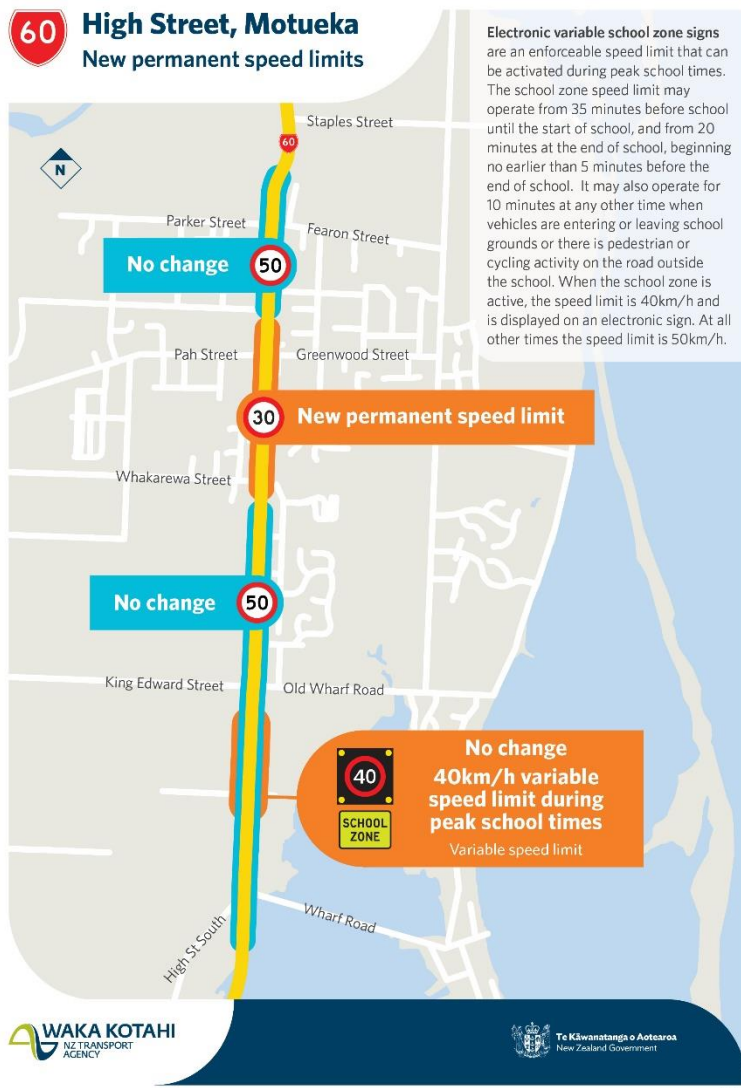 60
High Street, Motueka
New permanent speed limits
Electronic variable school zone signs
are an enforceable speed limit that can
be activated during peak school times.
The school zone speed limit may
operate from 35 minutes before school
until the start of school, and from 20
minutes at the end of school, beginning
no earlier than 5 minutes before the
end of school. It may also operate for
10 minutes at any other time when
vehicles are entering or leaving school
grounds or there is pedestrian or
cycling activity on the road outside
the school. When the school zone is
active, the speed limit is 40km/h and
is displayed on an electronic sign. At all
other times the speed limit is 50km/h.
Staples Street
60
N
Parker Street
Fearon Street
No change
50
Pah Street
Greenwood Street
30
New permanent speed limit
Whakarewa Street
No change
50
King Edward Street
Old Wharf Road
40
SCHOOL
ZONE
No change
40km/h variable
speed limit during
peak school times
Variable speed limit
High St South
Wharf Road
WAKA KOTAHI
NZ TRANSPORT
AGENCY
Te Kāwanatanga o Aotearoa
New Zealand Government